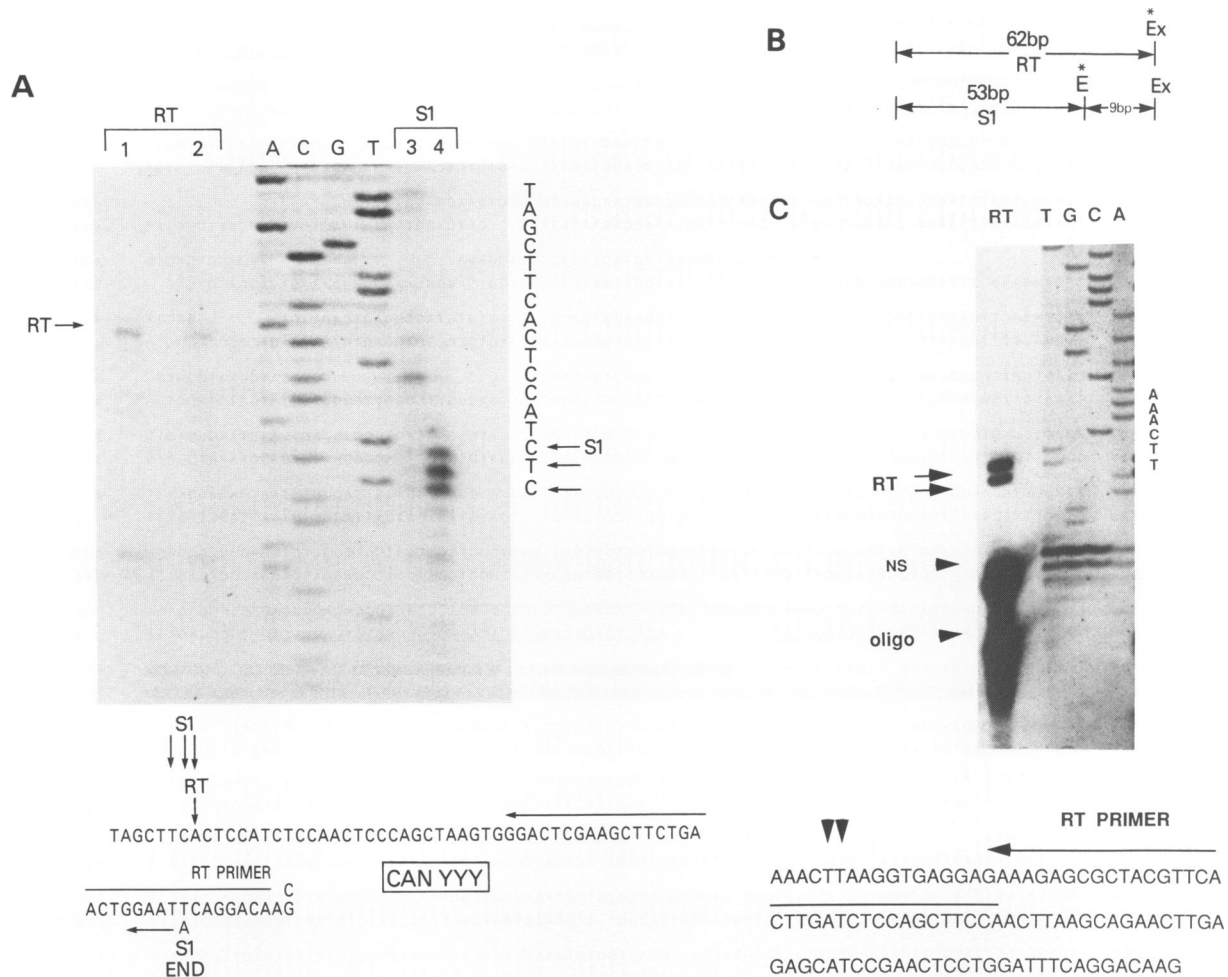 A
RT
S1
1 2 A C G T 3 4
RT
T
A
G
C
T
T
C
A
C
T
C
C
A
T
C S1
T
C
S1
RT
TAGCTTCACTCCATCTCCAACTCCCAGCTAAGTGGGACTCGAAGCTTCTGA
RT PRIMER C
ACTGGAATTCAGGGCAAG
CAN YYY
A
S1
END
B
*
62bp Ex
RT
*
53bp E Ex
S1 9bp
C
RT T G C A
A
A
A
C
T
T
RT
NS
oligo
RT PRIMER
AAACTTAAGGTGAGGAGAAAGAGCGCTACGTTCA
CTTGATCTCCAGCTTCCAACTTAAGCAGAACTTGA
GAGCATCCGAACTCCTGGATTTCAGGACAAG